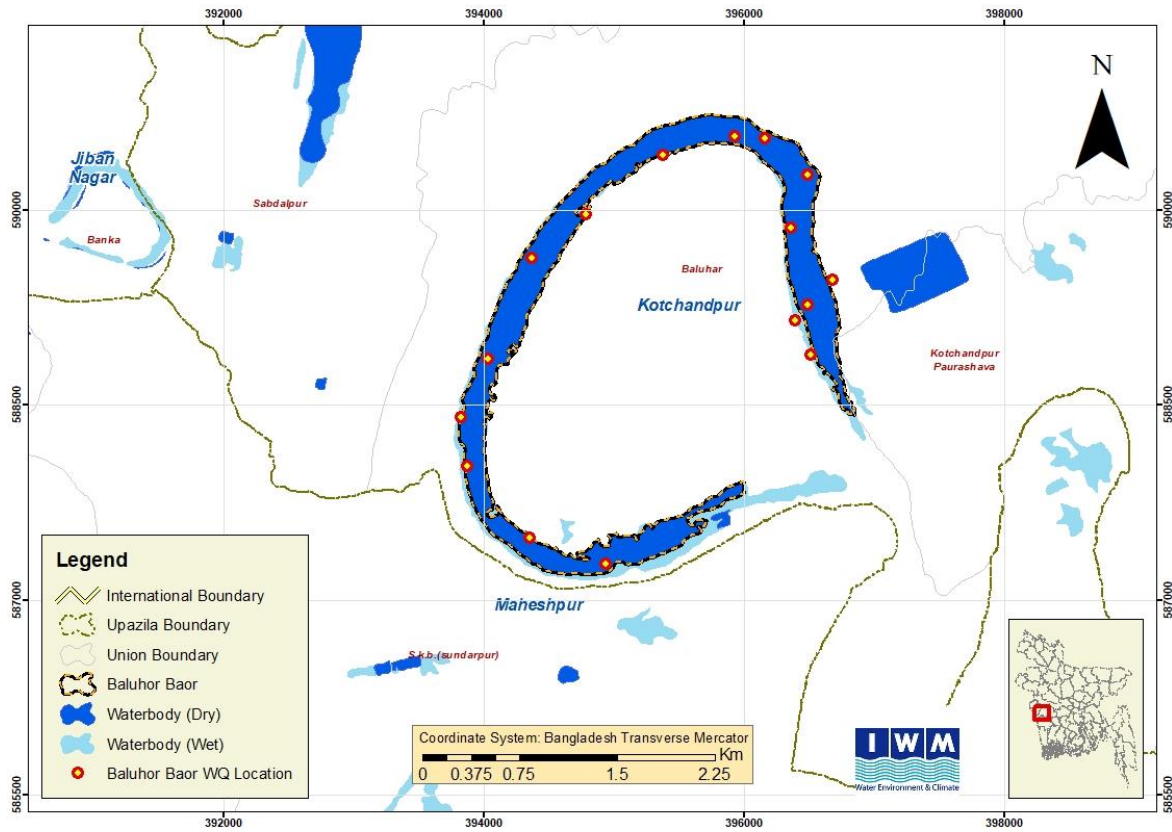 392000
394000
396000
398000
N
Jiban
Nagar
Banka
Sabdalpur
590000
590000
Baluhar
Kotchandpur
Kotchandpur
Paurashava
588500
588500
587000
587000
585500
585500
Maheshpur
S.k.b.(sundarpur)
Legend
International Boundary
Upazila Boundary
Union Boundary
Baluhor Baor
Waterbody (Dry)
Waterbody (Wet)
Baluhor Baor WQ Location
Coordinate System: Bangladesh Transverse Mercator
Km
0 0.375 0.75 1.5 2.25
IWM
Water Environment & Climate
392000
394000
396000
398000